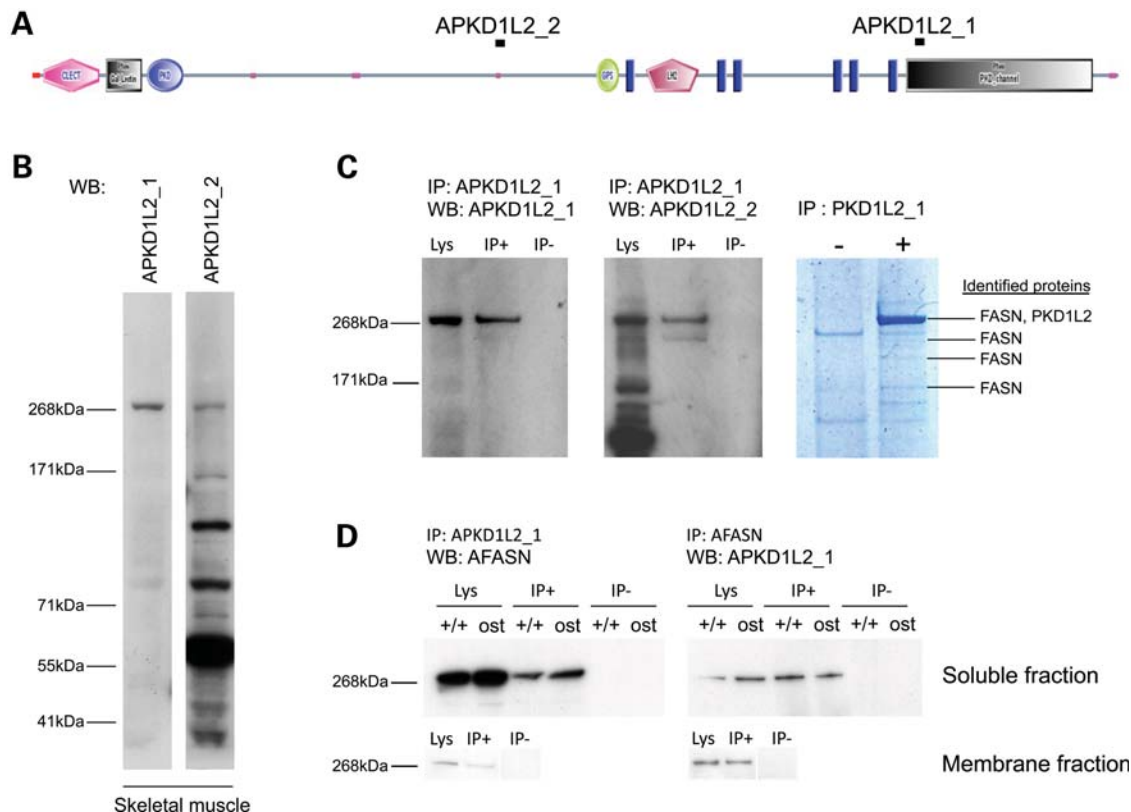 A
APKD1L2_2
APKD1L2_1
CLECT
Gal_Lectin
PKD
GPS
LH2
PKD_channel
B
WB:
APKD1L2_1
APKD1L2_2
268kDa
171kDa
71kDa
55kDa
41kDa
Skeletal muscle
C
IP: APKD1L2_1
WB: APKD1L2_1
Lys IP+ IP-
IP: APKD1L2_1
WB: APKD1L2_2
Lys IP+ IP-
268kDa
171kDa
IP : PKD1L2_1
- +
Identified proteins
FASN, PKD1L2
FASN
FASN
FASN
D
IP: APKD1L2_1
WB: AFASN
Lys IP+ IP-
+/+ ost +/+ ost +/+ ost
268kDa
Lys IP+ IP-
268kDa
IP: AFASN
WB: APKD1L2_1
Lys IP+ IP-
+/+ ost +/+ ost +/+ ost
268kDa
Soluble fraction
Lys IP+ IP-
268kDa
Membrane fraction